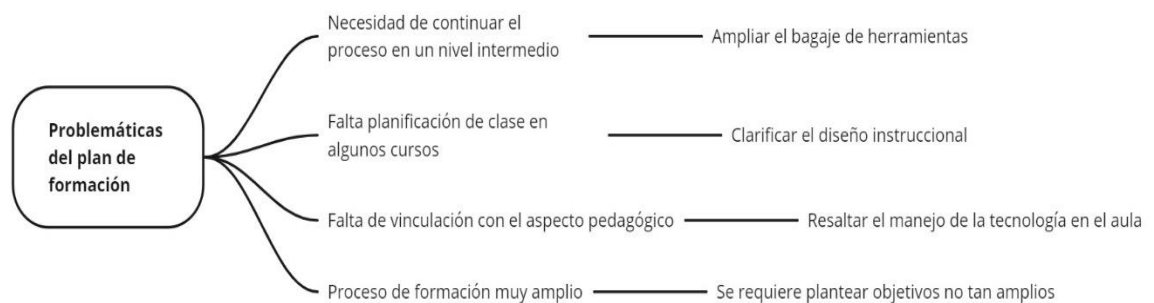 Problemáticas
del plan de
formación
Necesidad de continuar el
proceso en un nivel intermedio
Ampliar el bagaje de herramientas
Falta planificación de clase en
algunos cursos
Clarificar el diseño instruccional
Falta de vinculación con el aspecto pedagógico
Resaltar el manejo de la tecnología en el aula
Proceso de formación muy amplio
Se requiere plantear objetivos no tan amplios